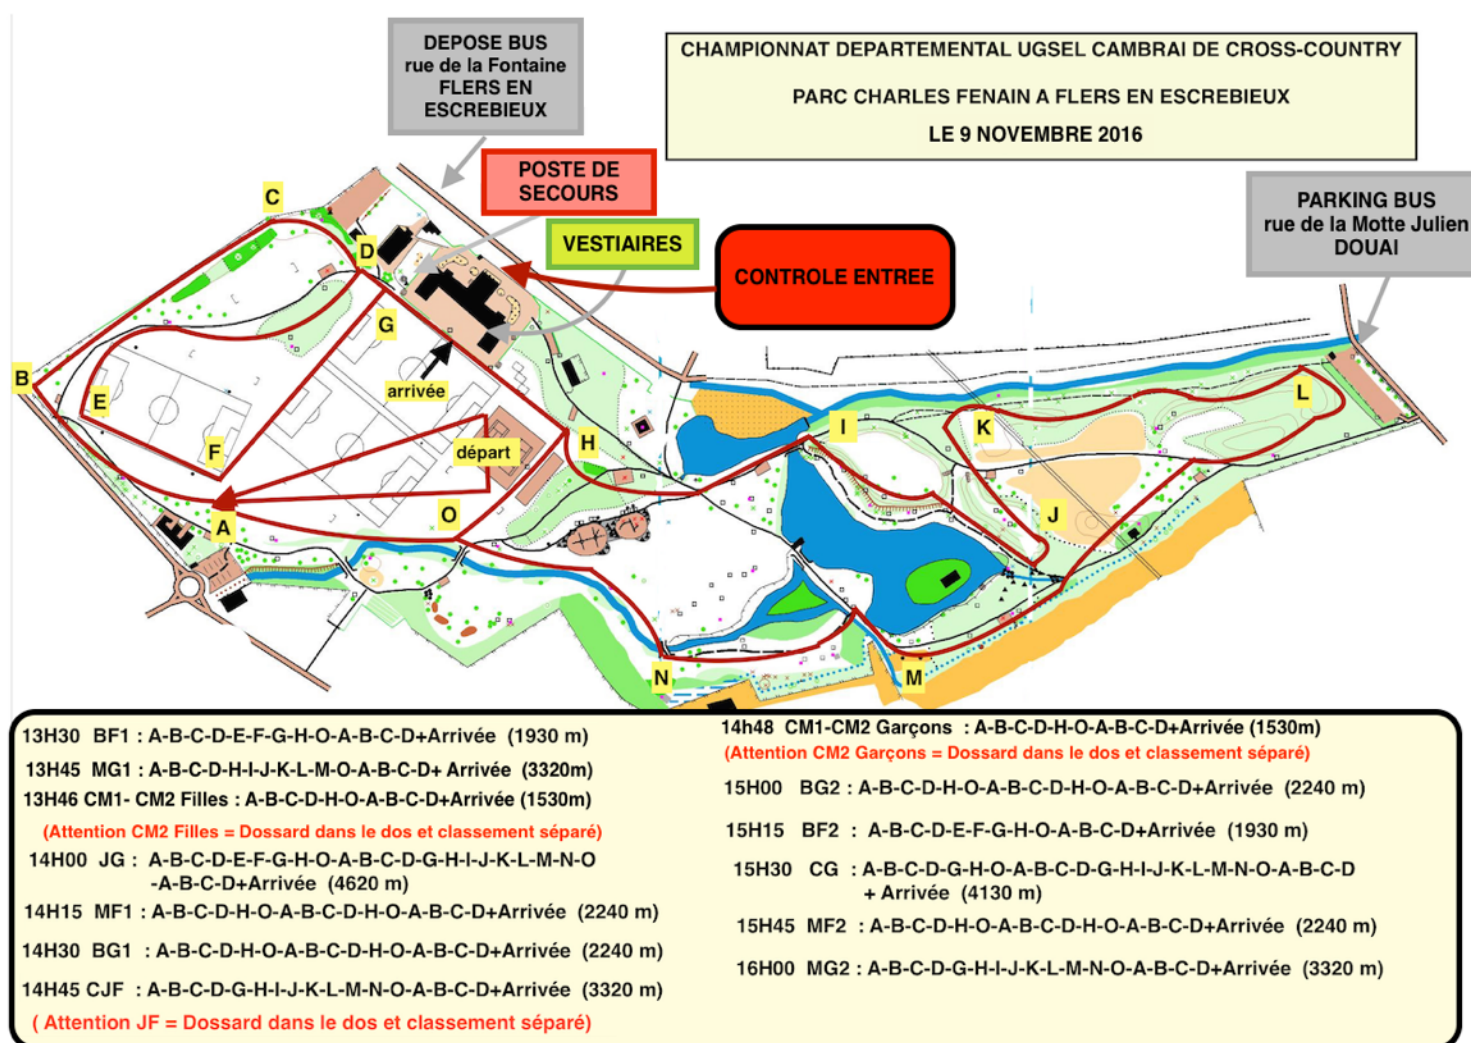 DEPOSE BUS
rue de la Fontaine
FLERS EN
ESCREBIEUX
CHAMPIONNAT DEPARTEMENTAL UGSEL CAMBRAI DE CROSS-COUNTRY
PARC CHARLES FENAIN A FLERS EN ESCREBIEUX
LE 9 NOVEMBRE 2016
POSTE DE
SECOURS
PARKING BUS
rue de la Motte Julien
DOUAI
VESTIAIRES
CONTROLE ENTREE
C
D
G
B
E
arrivée
F
départ
H
I
K
L
A
O
J
N
M
13H30 BF1 : A-B-C-D-E-F-G-H-O-A-B-C-D+Arrivée (1930 m)
13H45 MG1 : A-B-C-D-H-I-J-K-L-M-O-A-B-C-D+ Arrivée (3320m)
13H46 CM1- CM2 Filles : A-B-C-D-H-O-A-B-C-D+Arrivée (1530m)
(Attention CM2 Filles = Dossard dans le dos et classement séparé)
14H00 JG : A-B-C-D-E-F-G-H-O-A-B-C-D-G-H-I-J-K-L-M-N-O
-A-B-C-D+Arrivée (4620 m)
14H15 MF1 : A-B-C-D-H-O-A-B-C-D-H-O-A-B-C-D+Arrivée (2240 m)
14H30 BG1 : A-B-C-D-H-O-A-B-C-D-H-O-A-B-C-D+Arrivée (2240 m)
14H45 CJF : A-B-C-D-G-H-I-J-K-L-M-N-O-A-B-C-D+Arrivée (3320 m)
( Attention JF = Dossard dans le dos et classement séparé)
14h48 CM1-CM2 Garçons : A-B-C-D-H-O-A-B-C-D+Arrivée (1530m)
(Attention CM2 Garçons = Dossard dans le dos et classement séparé)
15H00 BG2 : A-B-C-D-H-O-A-B-C-D-H-O-A-B-C-D+Arrivée (2240 m)
15H15 BF2 : A-B-C-D-E-F-G-H-O-A-B-C-D+Arrivée (1930 m)
15H30 CG : A-B-C-D-G-H-O-A-B-C-D-G-H-I-J-K-L-M-N-O-A-B-C-D
+ Arrivée (4130 m)
15H45 MF2 : A-B-C-D-H-O-A-B-C-D-H-O-A-B-C-D+Arrivée (2240 m)
16H00 MG2 : A-B-C-D-G-H-I-J-K-L-M-N-O-A-B-C-D+Arrivée (3320 m)